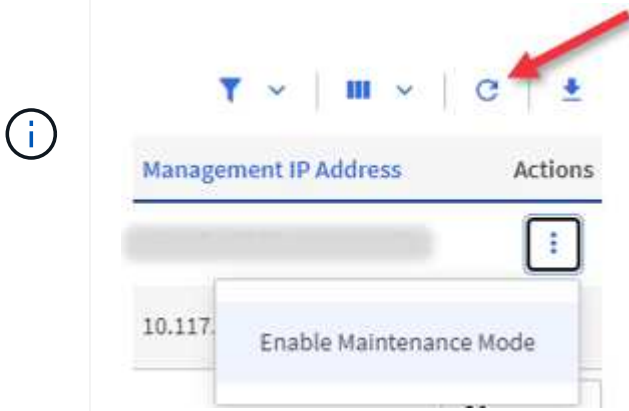 Management IP Address Actions
10.117.
Enable Maintenance Mode